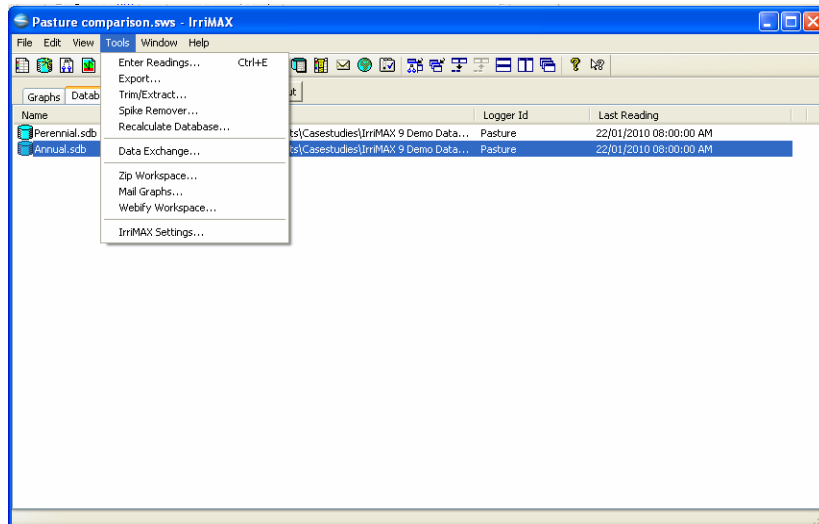 Pasture comparison.sws - IrriMAX
File Edit View Tools Window Help
Enter Readings... Ctrl+E
Export...
Trim/Extract...
Spike Remover...
Recalculate Database...
Data Exchange...
Zip Workspace...
Mail Graphs...
Webify Workspace...
IrriMAX Settings...
Graphs Datab ut
Name Logger Id Last Reading
Perennial.sdb ts\Casestudies\IrriMAX 9 Demo Data... Pasture 22/01/2010 08:00:00 AM
Annual.sdb ts\Casestudies\IrriMAX 9 Demo Data... Pasture 22/01/2010 08:00:00 AM